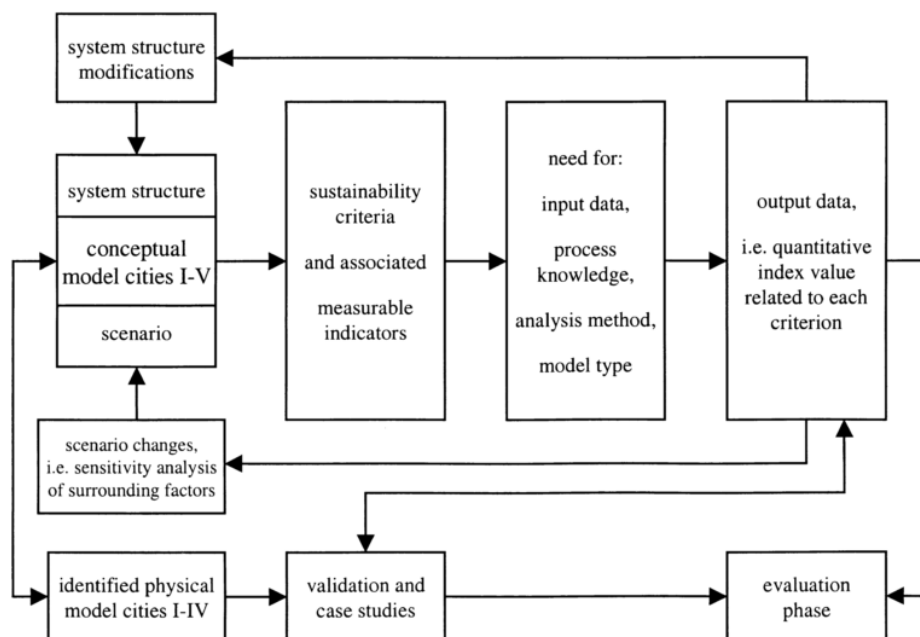 system structure
modifications
system structure
conceptual
model cities I-V
scenario
scenario changes,
i.e. sensitivity analysis
of surrounding factors
identified physical
model cities I-IV
sustainability
criteria
and associated
measurable
indicators
validation and
case studies
need for:
input data,
process
knowledge,
analysis method,
model type
output data,
i.e. quantitative
index value
related to each
criterion
evaluation
phase